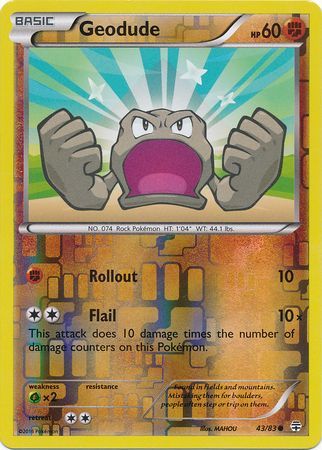 BASIC
Geodude
HP 60
NO. 074 Rock Pokémon HT: 1'04" WT: 44.1 lbs.
Rollout 10
Flail 10×
This attack does 10 damage times the number
of damage counters on this Pokémon.
weakness resistance
×2
retreat
Found in fields and mountains.
Mistaking them for boulders,
people often step or trip on them.
©2016 Pokémon
Illus. MAHOU 43/83